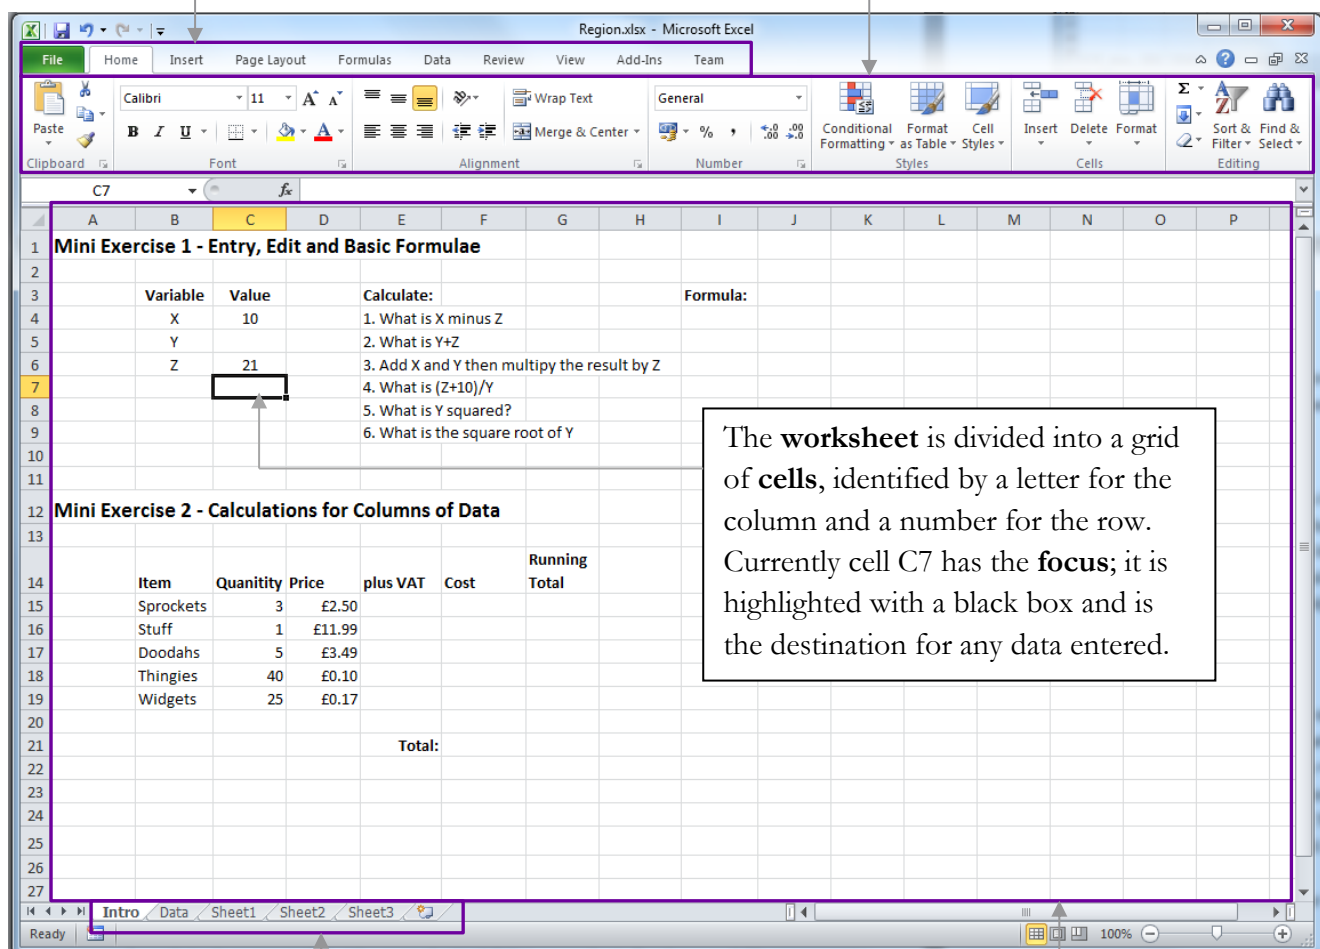 Region.xlsx - Microsoft Excel
File Home Insert Page Layout Formulas Data Review View Add-Ins Team
Calibri 11 A A Wrap Text General Σ
Paste B I U A Merge & Center % , .0 .00 .00 .0 Conditional Formatting Format as Table Cell Styles Insert Delete Format Sort & Filter Find & Select
Clipboard Font Alignment Number Styles Cells Editing
C7 fx
A B C D E F G H I J K L M N O P
1 Mini Exercise 1 - Entry, Edit and Basic Formulae
2
3 Variable Value Calculate: Formula:
4 X 10 1. What is X minus Z
5 Y 2. What is Y+Z
6 Z 21 3. Add X and Y then multipy the result by Z
7 4. What is (Z+10)/Y
8 5. What is Y squared?
9 6. What is the square root of Y
10
11
12 Mini Exercise 2 - Calculations for Columns of Data
13
14 Item Quanitity Price plus VAT Cost Running Total
15 Sprockets 3 £2.50
16 Stuff 1 £11.99
17 Doodahs 5 £3.49
18 Thingies 40 £0.10
19 Widgets 25 £0.17
20
21 Total:
22
23
24
25
26
27
The worksheet is divided into a grid
of cells, identified by a letter for the
column and a number for the row.
Currently cell C7 has the focus; it is
highlighted with a black box and is
the destination for any data entered.
Intro Data Sheet1 Sheet2 Sheet3
Ready 100%